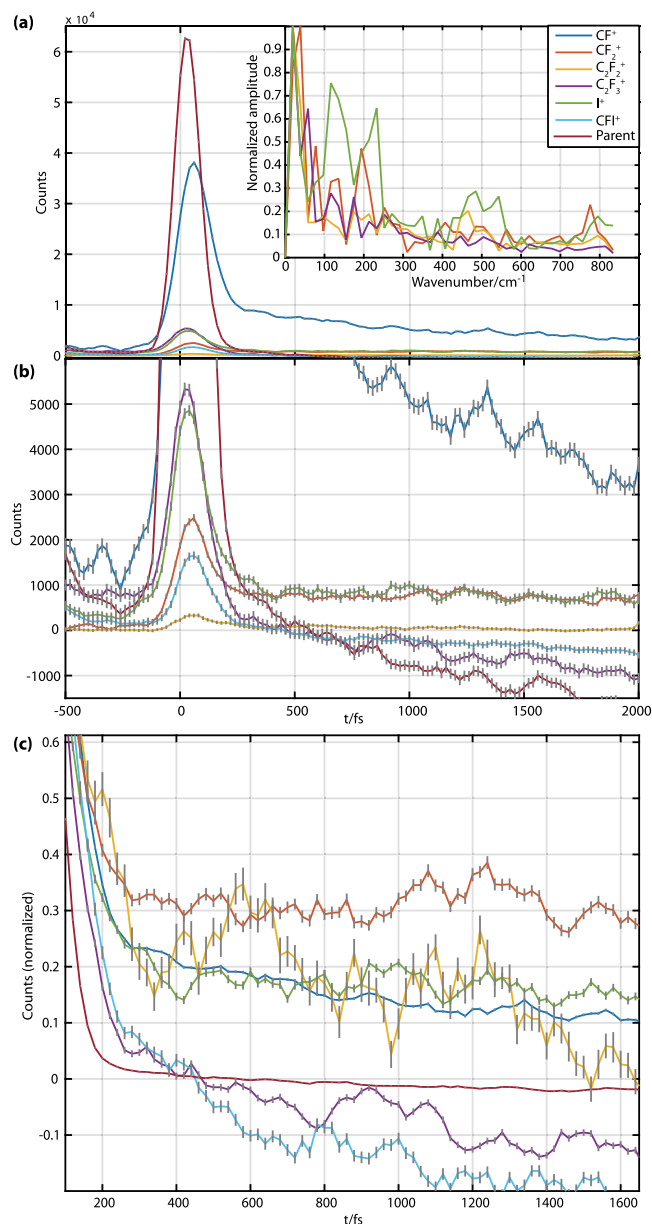 (a)
x 10⁴
7
6
5
4
3
2
1
0
Counts
Normalized amplitude
0.9
0.8
0.7
0.6
0.5
0.4
0.3
0.2
0.1
0
0 100 200 300 400 500 600 700 800
Wavenumber/cm⁻¹
CF⁺
CF₂⁺
C₂F₂⁺
C₂F₃⁺
I⁺
CFI⁺
Parent
(b)
5000
4000
3000
2000
1000
0
-1000
Counts
-500 0 500 1000 1500 2000
t/fs
(c)
0.6
0.5
0.4
0.3
0.2
0.1
0
-0.1
Counts (normalized)
200 400 600 800 1000 1200 1400 1600
t/fs